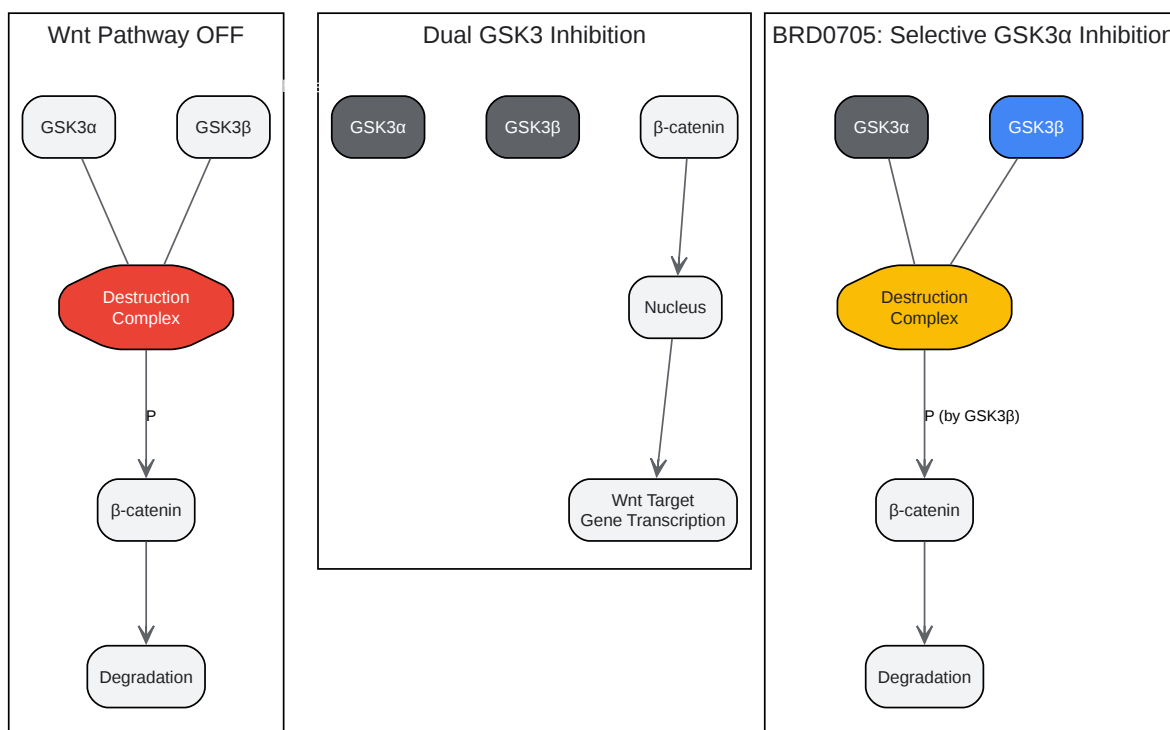 Wnt Pathway OFF
GSK3α
GSK3β
Destruction
Complex
P
β-catenin
Degradation
Dual GSK3 Inhibition
GSK3α
GSK3β
β-catenin
Nucleus
Wnt Target
Gene Transcription
BRD0705: Selective GSK3α Inhibition
GSK3α
GSK3β
Destruction
Complex
P (by GSK3β)
β-catenin
Degradation